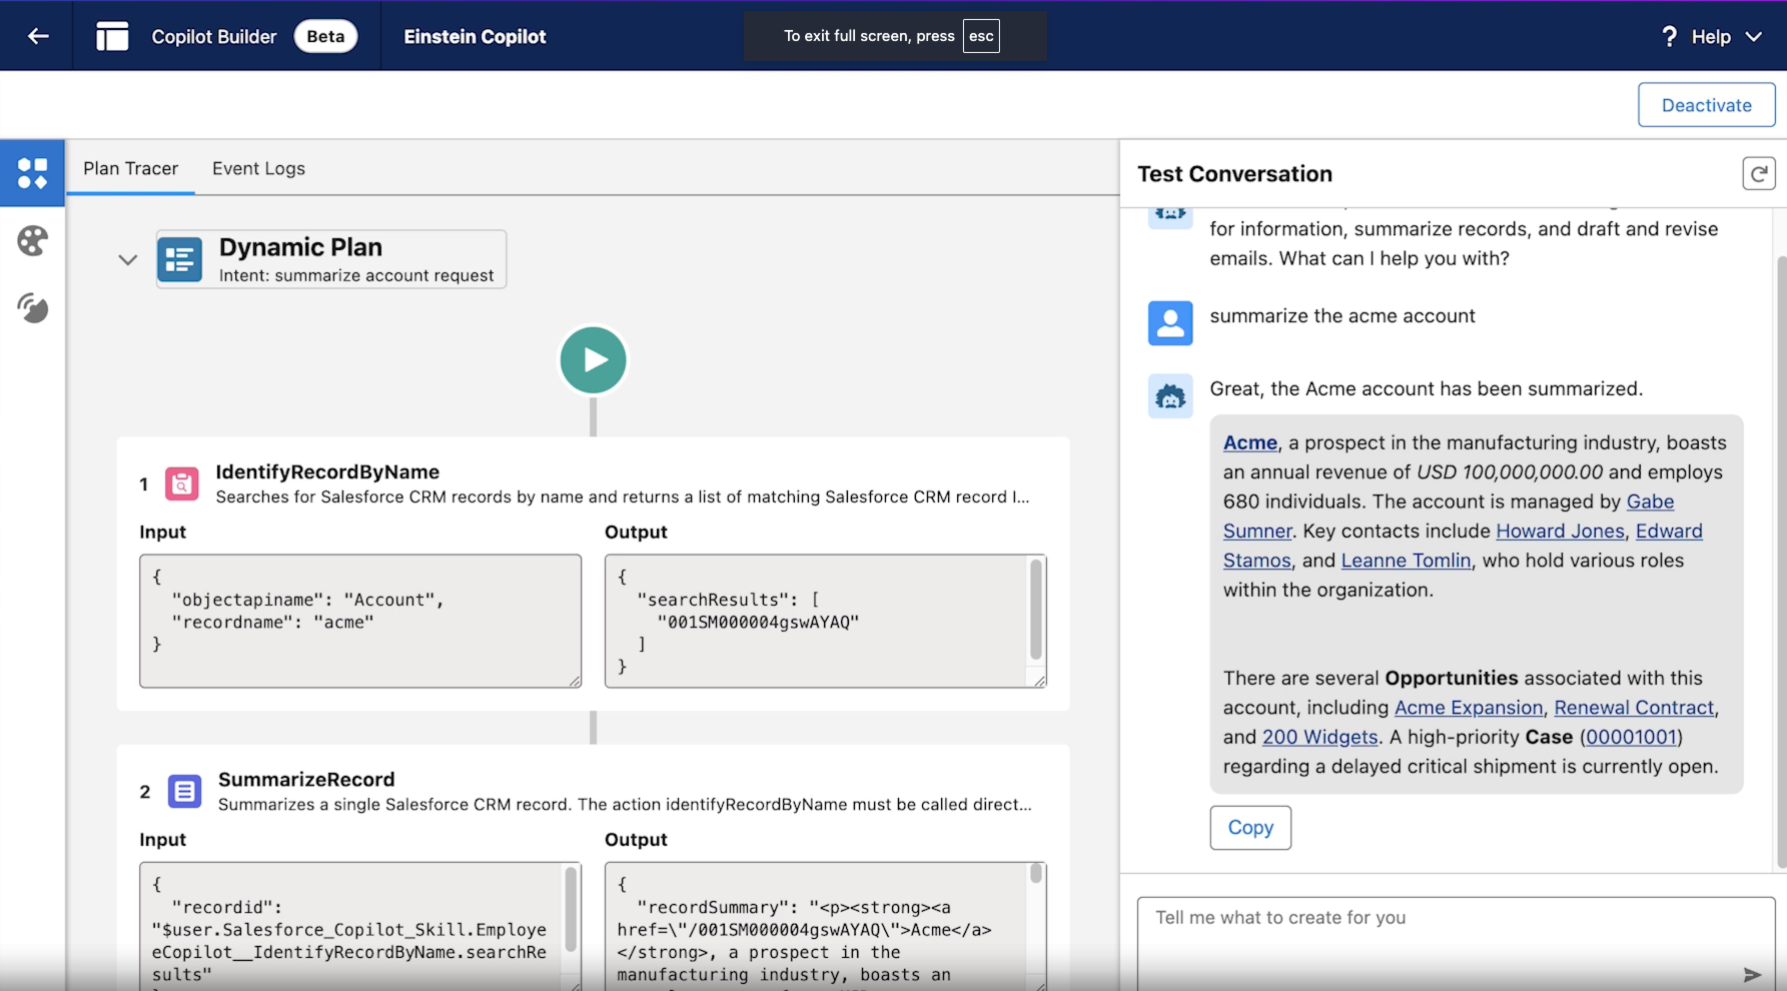 Copilot Builder Beta Einstein Copilot
To exit full screen, press esc
? Help
Deactivate
Plan Tracer Event Logs
Dynamic Plan
Intent: summarize account request
1 IdentifyRecordByName
Searches for Salesforce CRM records by name and returns a list of matching Salesforce CRM record I...
Input
{
"objectapiname": "Account",
"recordname": "acme"
}
Output
{
"searchResults": [
"001SM000004gswAYAQ"
]
}
2 SummarizeRecord
Summarizes a single Salesforce CRM record. The action identifyRecordByName must be called direct...
Input
{
"recordid":
"$user.Salesforce_Copilot_Skill.Employe
eCopilot__IdentifyRecordByName.searchRe
sults"
Output
{
"recordSummary": "<p><strong><a
href=\"/001SM000004gswAYAQ\">Acme</a>
</strong>, a prospect in the
manufacturing industry, boasts an
Test Conversation
for information, summarize records, and draft and revise
emails. What can I help you with?
summarize the acme account
Great, the Acme account has been summarized.
Acme, a prospect in the manufacturing industry, boasts
an annual revenue of USD 100,000,000.00 and employs
680 individuals. The account is managed by Gabe
Sumner. Key contacts include Howard Jones, Edward
Stamos, and Leanne Tomlin, who hold various roles
within the organization.
There are several Opportunities associated with this
account, including Acme Expansion, Renewal Contract,
and 200 Widgets. A high-priority Case (00001001)
regarding a delayed critical shipment is currently open.
Copy
Tell me what to create for you